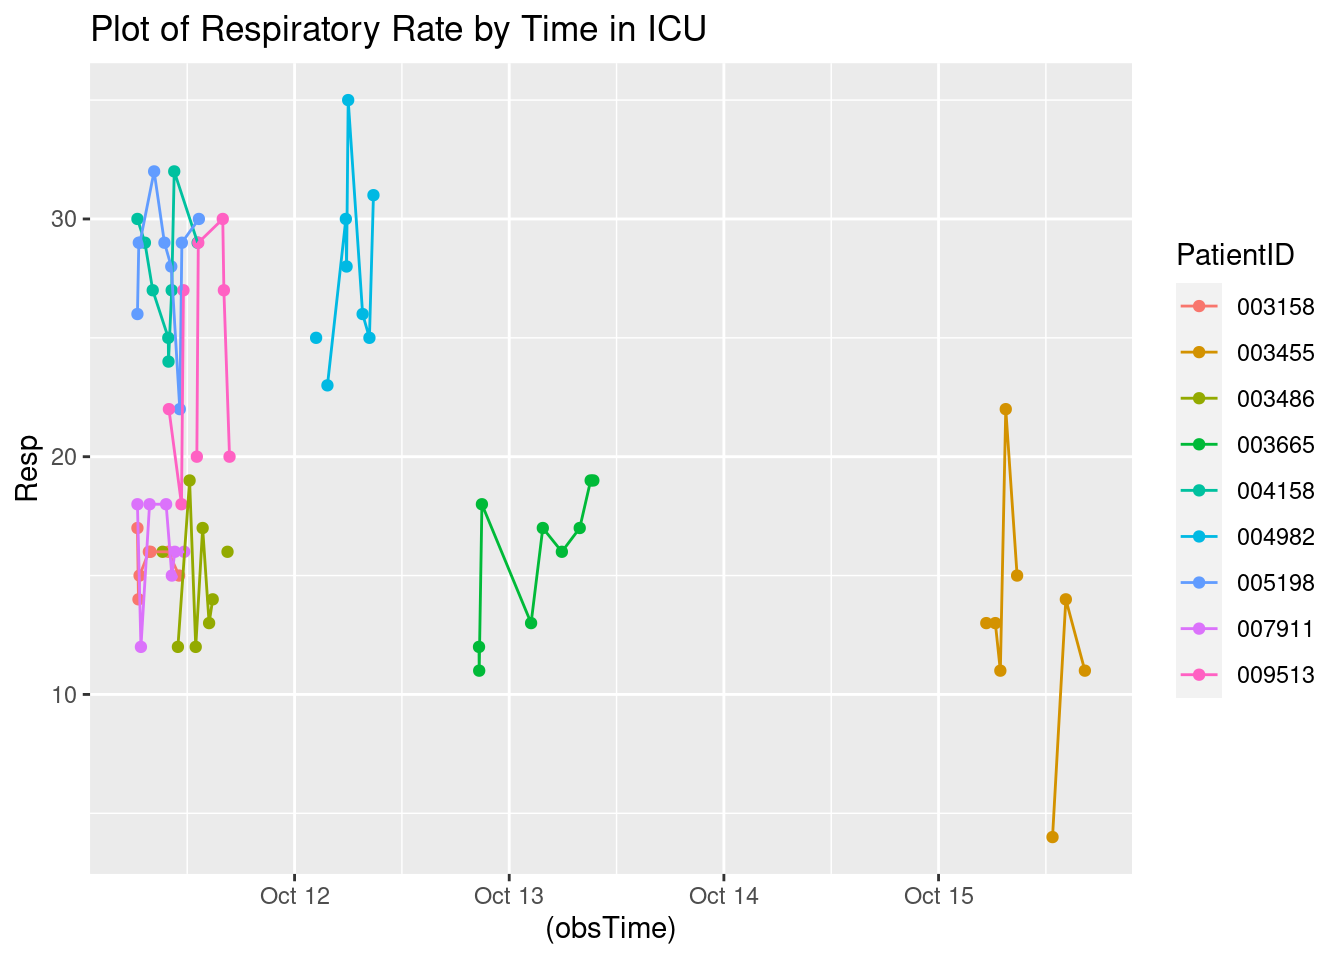 Plot of Respiratory Rate by Time in ICU
30
20
10
Resp
Oct 12
Oct 13
Oct 14
Oct 15
(obsTime)
PatientID
003158
003455
003486
003665
004158
004982
005198
007911
009513